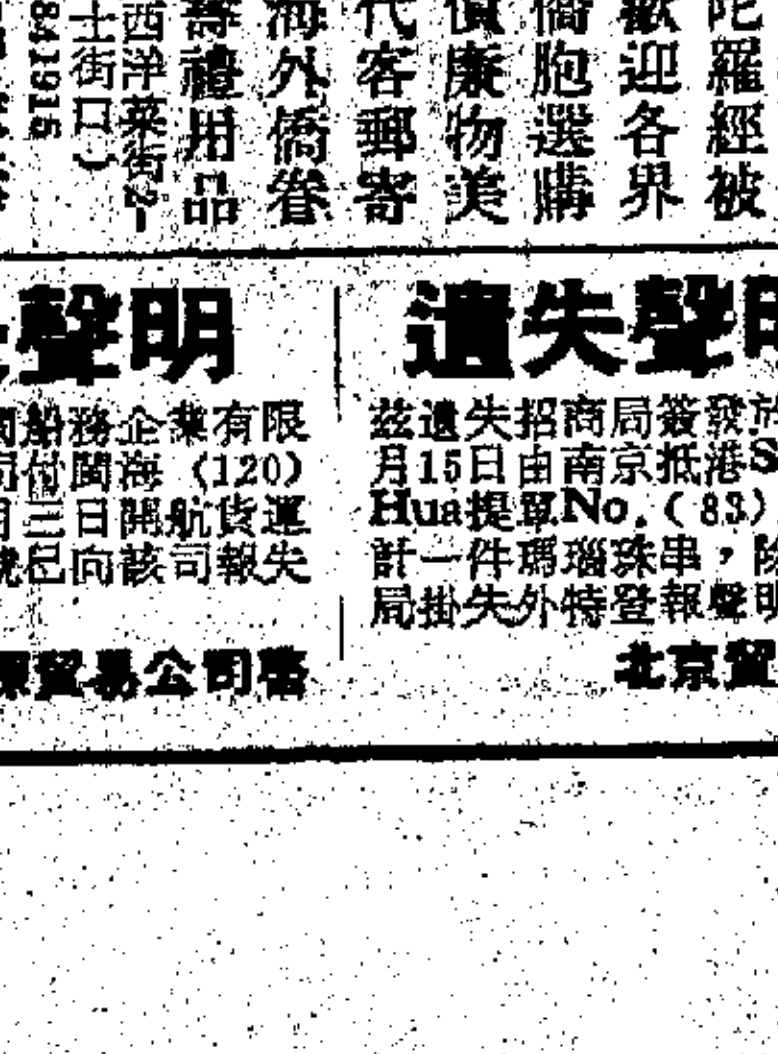 陀羅經被
歡迎各界
僑胞選購
價廉物美
代客郵寄
海外僑眷
壽禮用品
西洋菜街2-
士街口）
841915
遺失聲明
茲遺失招商局簽發
月15日由南京抵港S
Hua提單No.(83)
計一件瑪瑙珠串，除
局掛失外特登報聲明
北京貿
聲明
船務企業有限
司付閩海(120)
月三日開航貨運
號已向該司報失
源貿易公司啓